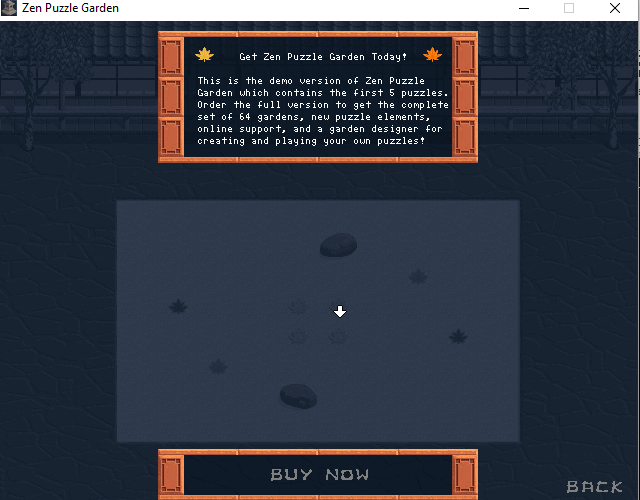 Zen Puzzle Garden
Get Zen Puzzle Garden Today!
This is the demo version of Zen Puzzle
Garden which contains the first 5 puzzles.
Order the full version to get the complete
set of 64 gardens, new puzzle elements,
online support, and a garden designer for
creating and playing your own puzzles!
BUY NOW
BACK